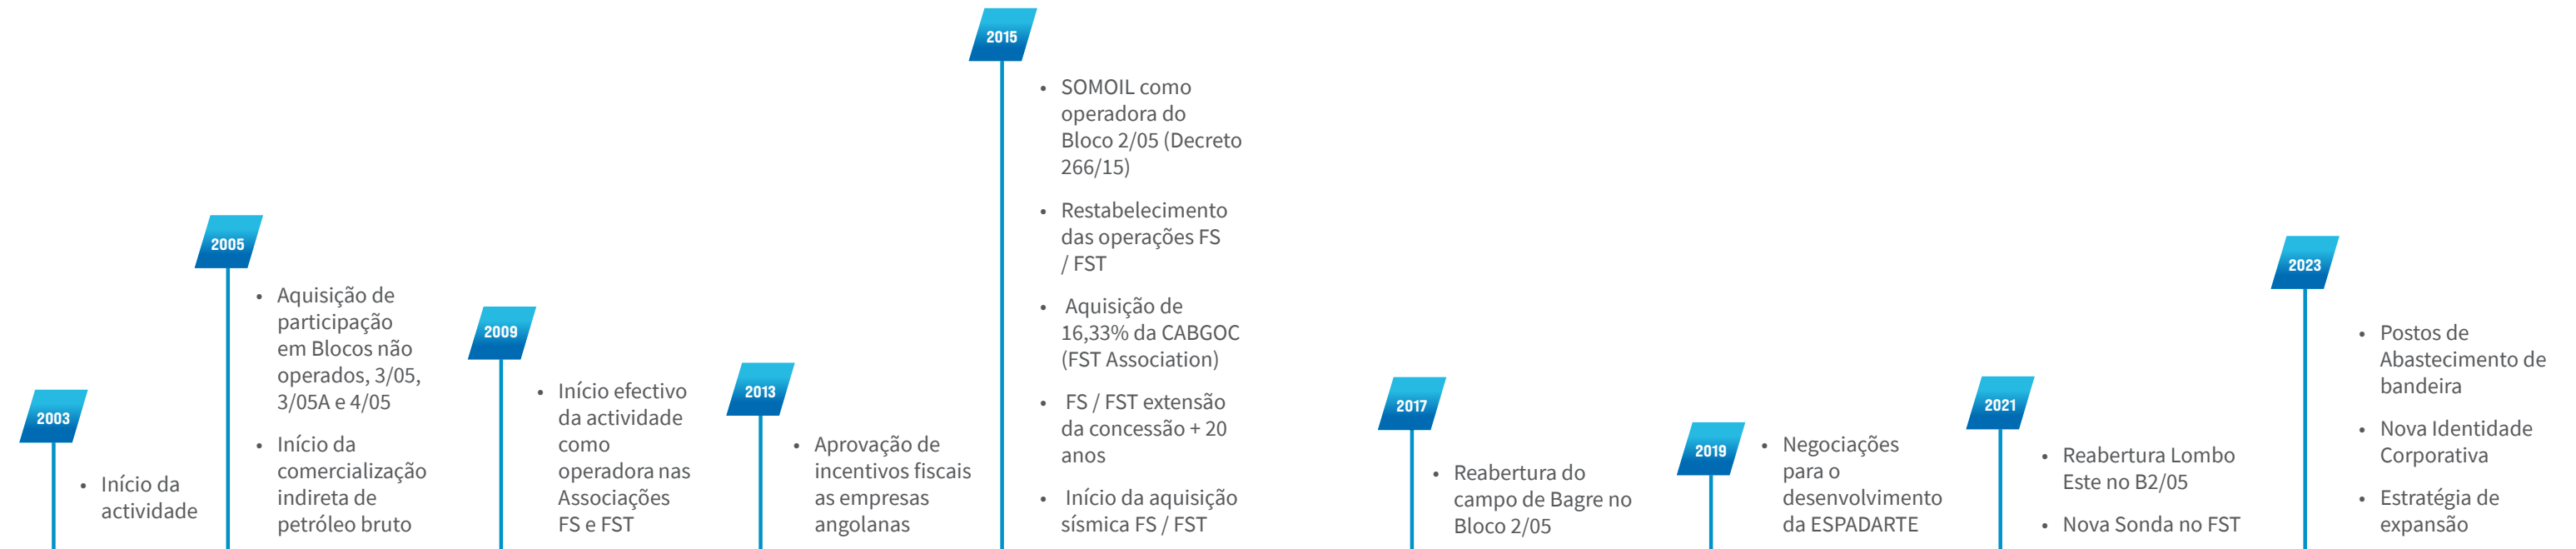 2003
• Início da
actividade
2005
• Aquisição de
participação
em Blocos não
operados, 3/05,
3/05A e 4/05
• Início da
comercialização
indireta de
petróleo bruto
2009
• Início efectivo
da actividade
como
operadora nas
Associações
FS e FST
2013
• Aprovação de
incentivos fiscais
as empresas
angolanas
2015
• SOMOIL como
operadora do
Bloco 2/05 (Decreto
266/15)
• Restabelecimento
das operações FS
/ FST
• Aquisição de
16,33% da CABGOC
(FST Association)
• FS / FST extensão
da concessão + 20
anos
• Início da aquisição
sísmica FS / FST
2017
• Reabertura do
campo de Bagre no
Bloco 2/05
2019
• Negociações
para o
desenvolvimento
da ESPADARTE
2021
• Reabertura Lombo
Este no B2/05
• Nova Sonda no FST
2023
• Postos de
Abastecimento de
bandeira
• Nova Identidade
Corporativa
• Estratégia de
expansão